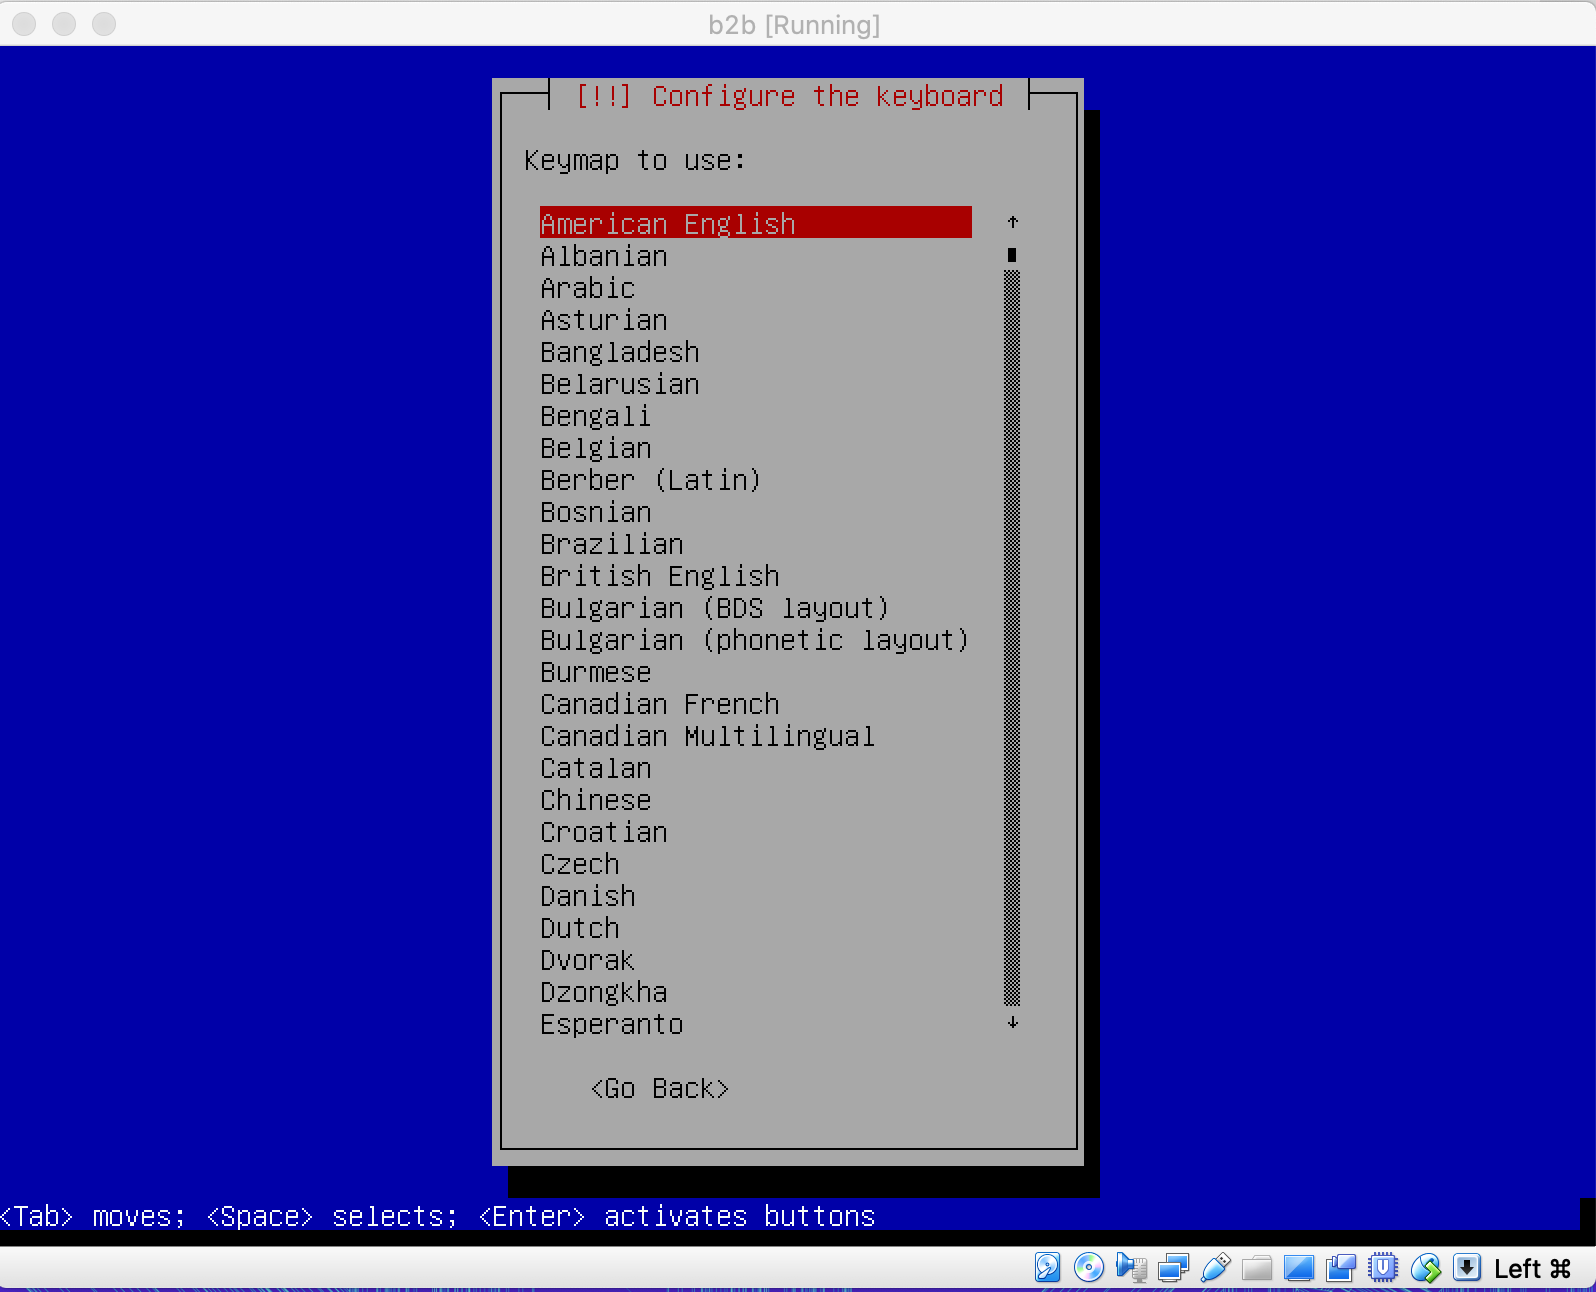 b2b [Running]
[!!] Configure the keyboard
Keymap to use:
American English
Albanian
Arabic
Asturian
Bangladesh
Belarusian
Bengali
Belgian
Berber (Latin)
Bosnian
Brazilian
British English
Bulgarian (BDS layout)
Bulgarian (phonetic layout)
Burmese
Canadian French
Canadian Multilingual
Catalan
Chinese
Croatian
Czech
Danish
Dutch
Dvorak
Dzongkha
Esperanto
<Go Back>
<Tab> moves; <Space> selects; <Enter> activates buttons
Left ⌘